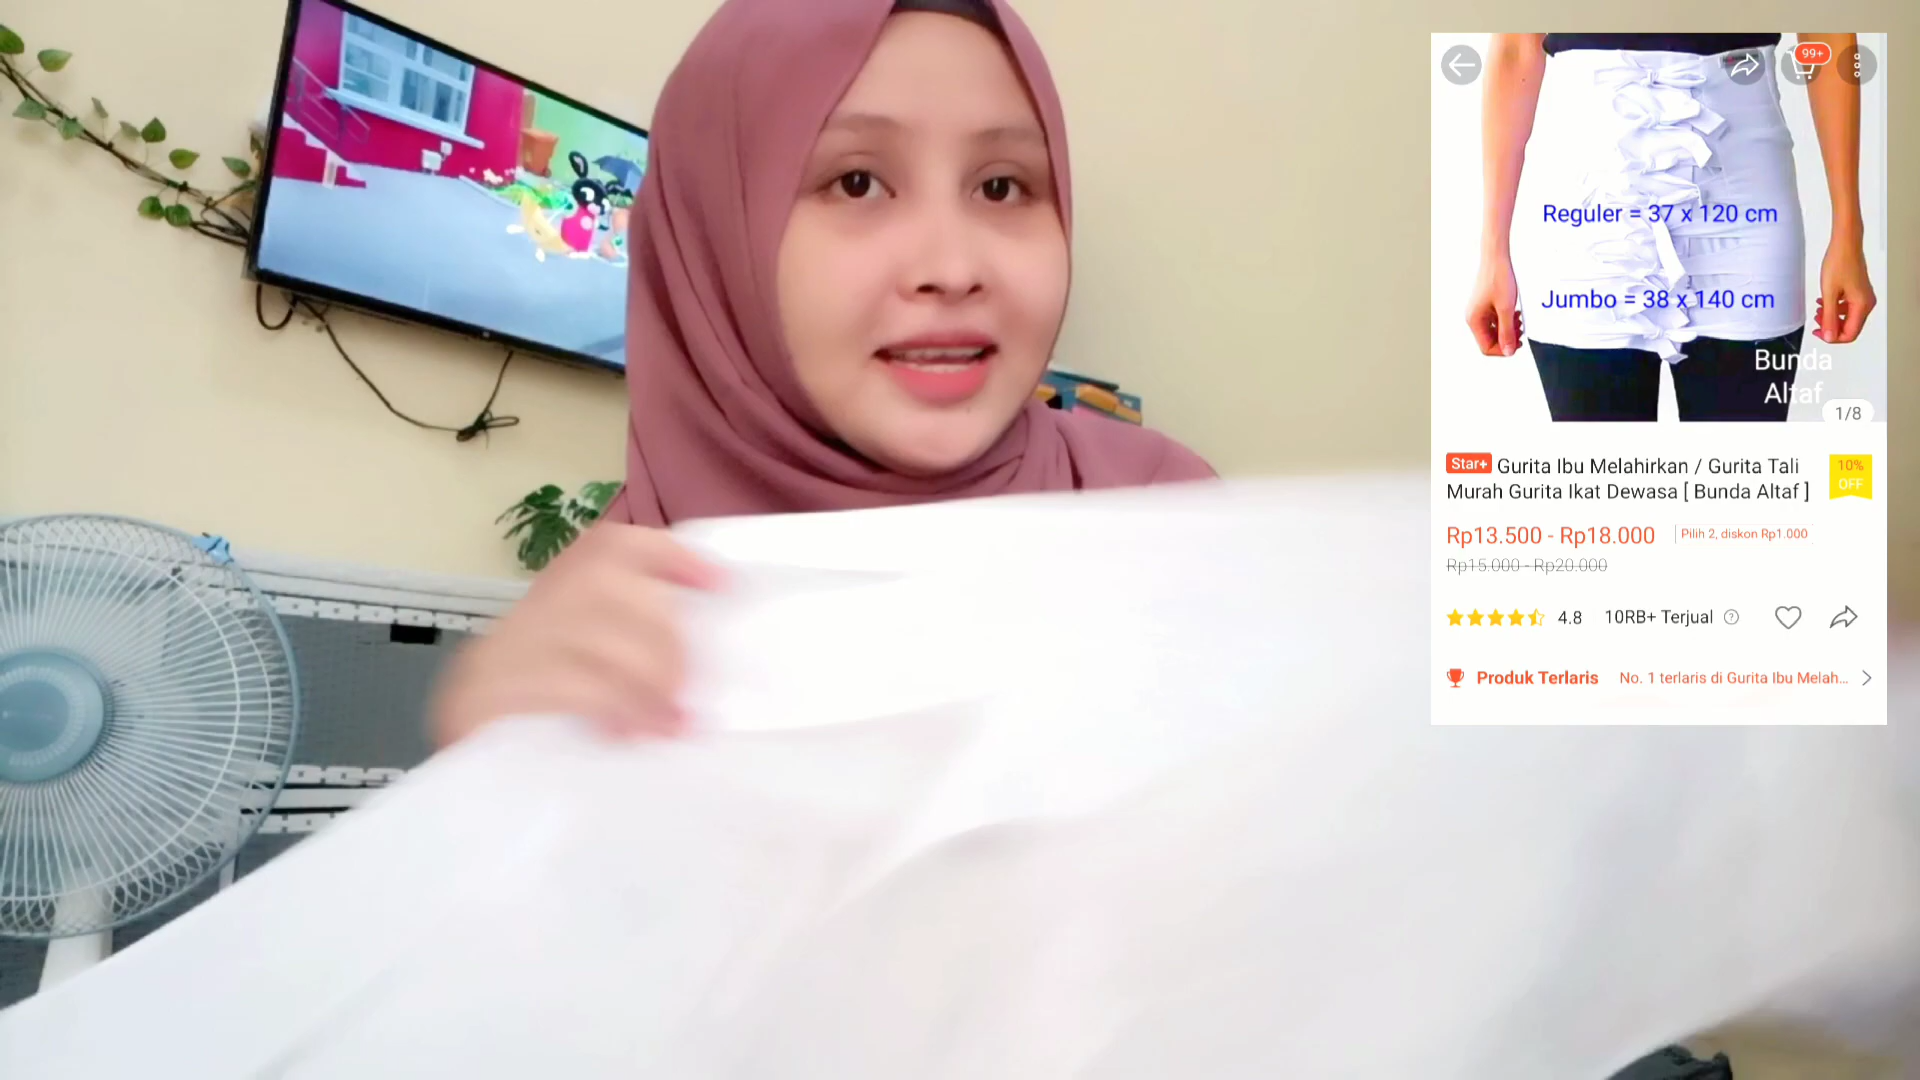 99+
Reguler = 37 x 120 cm
Jumbo = 38 x 140 cm
Bunda
Altaf
1/8
Star+ Gurita Ibu Melahirkan / Gurita Tali
Murah Gurita Ikat Dewasa [ Bunda Altaf ]
10%
OFF
Rp13.500 - Rp18.000
Pilih 2, diskon Rp1.000
Rp15.000 - Rp20.000
4.8
10RB+ Terjual
Produk Terlaris
No. 1 terlaris di Gurita Ibu Melah...